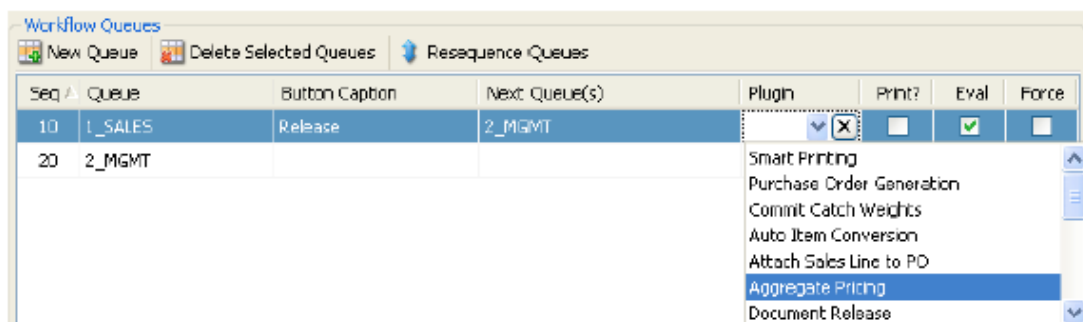 Workflow Queues
New Queue Delete Selected Queues Resequence Queues
Seq Queue Button Caption Next Queue(s) Plugin Print? Eval Force
10 1_SALES Release 2_MGMT
20 2_MGMT
Smart Printing
Purchase Order Generation
Commit Catch Weights
Auto Item Conversion
Attach Sales Line to PO
Aggregate Pricing
Document Release